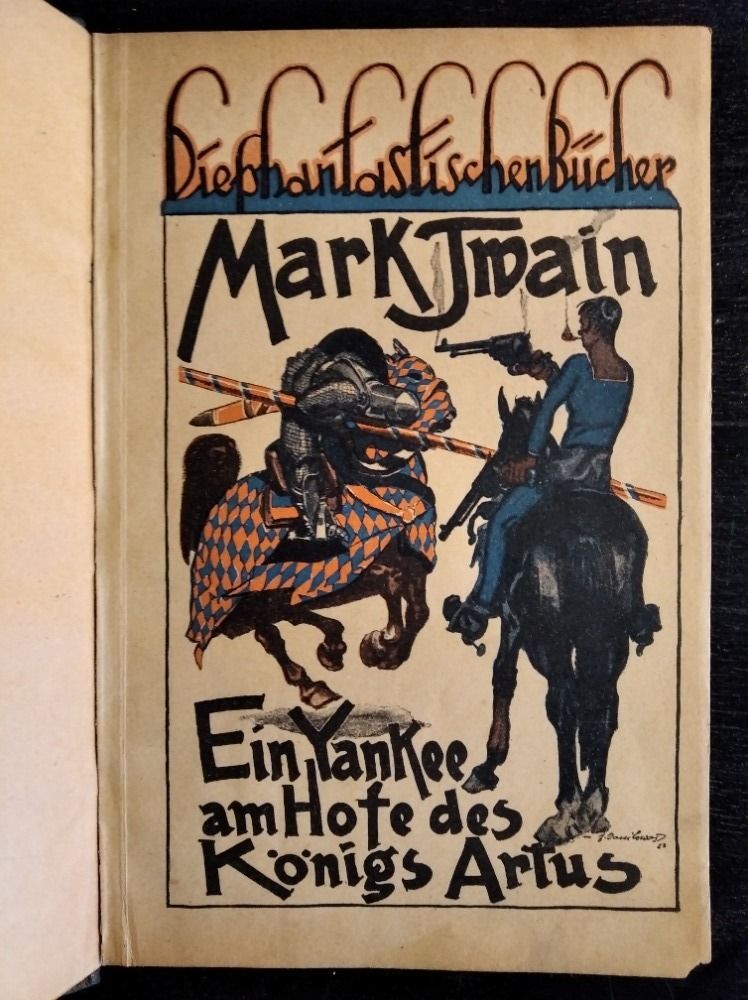 Die phantastischen Bücher
Mark Twain
Ein Yankee
am Hofe des
Königs Artus